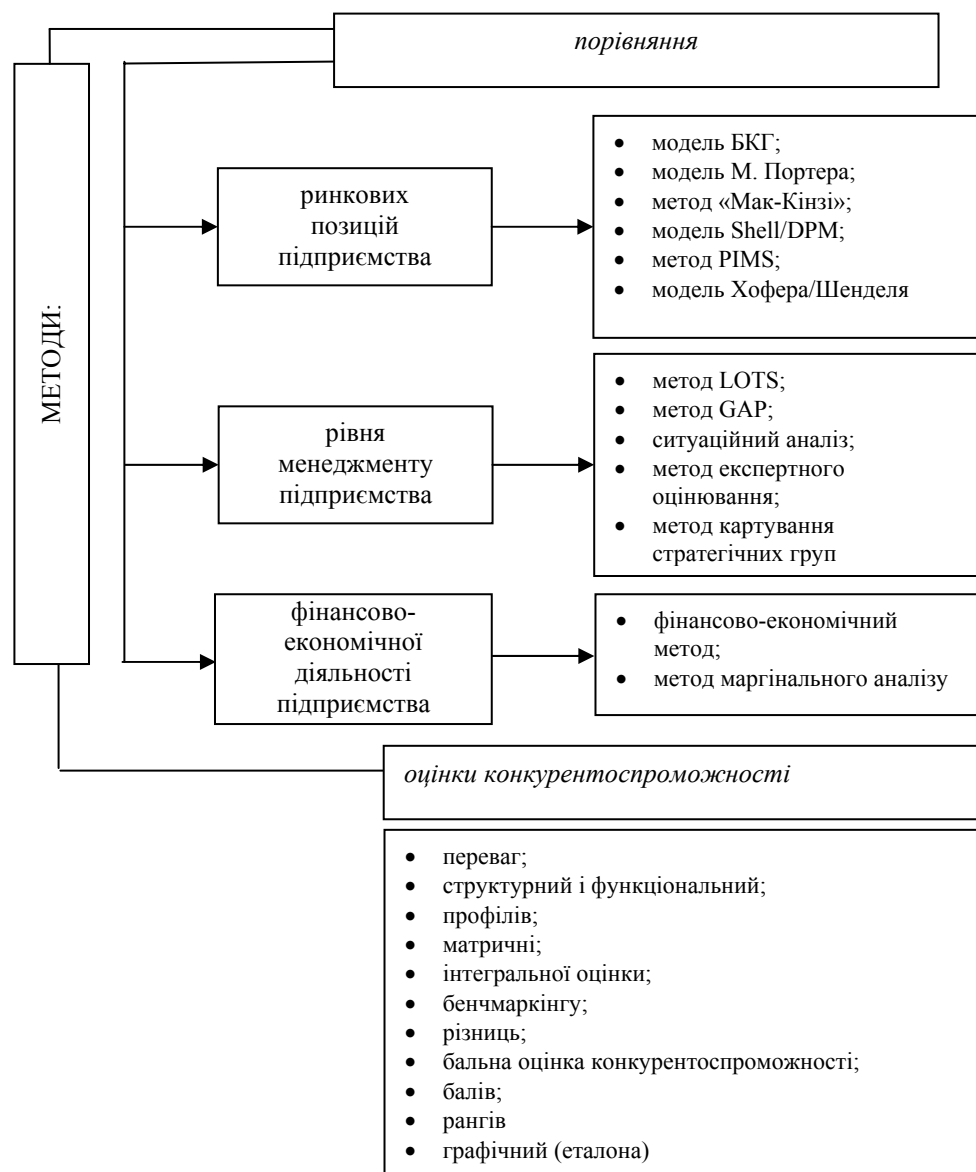 порівняння
МЕТОДИ:
ринкових
позицій
підприємства
• модель БКГ;
• модель М. Портера;
• метод «Мак-Кінзі»;
• модель Shell/DPM;
• метод PIMS;
• модель Хофера/Шенделя
рівня
менеджменту
підприємства
• метод LOTS;
• метод GAP;
• ситуаційний аналіз;
• метод експертного
оцінювання;
• метод картування
стратегічних груп
фінансово-
економічної
діяльності
підприємства
• фінансово-економічний
метод;
• метод маргінального аналізу
оцінки конкурентоспроможності
• переваг;
• структурний і функціональний;
• профілів;
• матричні;
• інтегральної оцінки;
• бенчмаркінгу;
• різниць;
• бальна оцінка конкурентоспроможності;
• балів;
• рангів
• графічний (еталона)